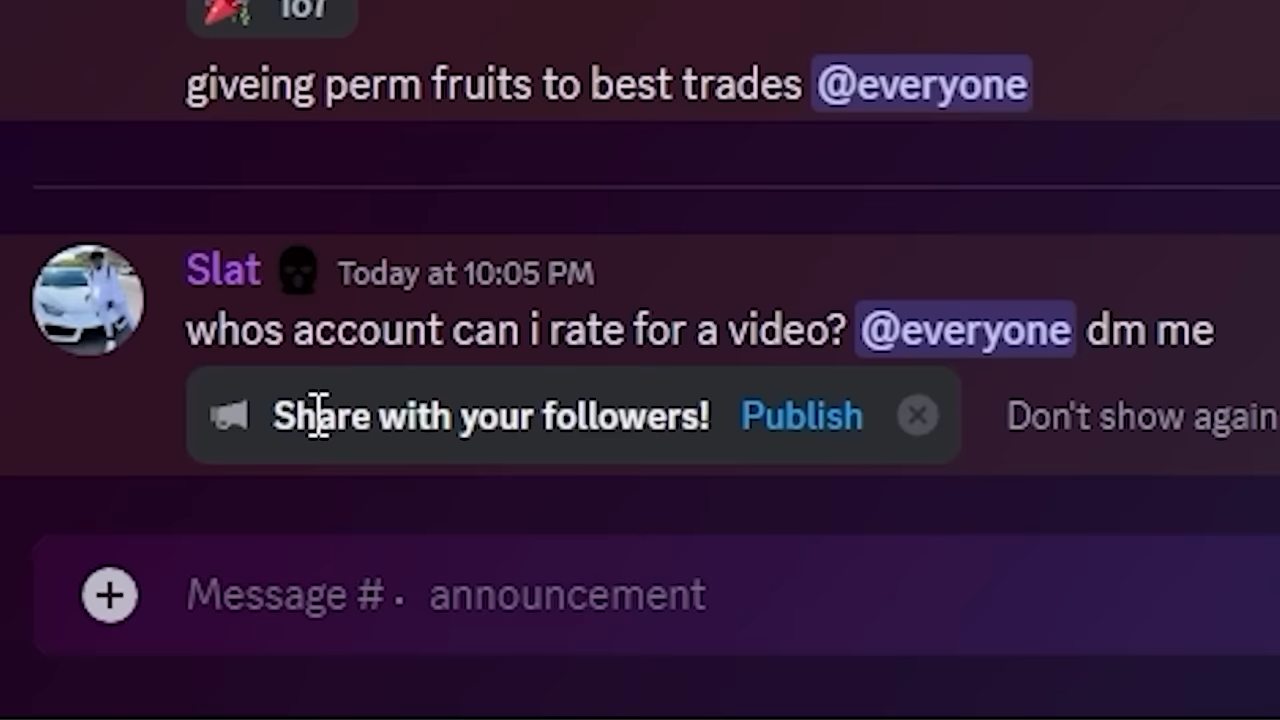 167
giveing perm fruits to best trades @everyone
Slat Today at 10:05 PM
whos account can i rate for a video? @everyone dm me
Share with your followers! Publish Don't show again
Message # · announcement